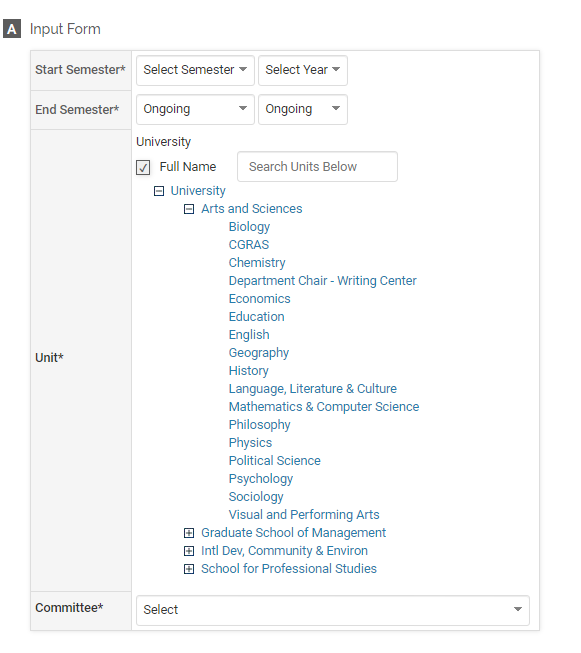 A Input Form
Start Semester* Select Semester Select Year
End Semester* Ongoing Ongoing
University
Full Name Search Units Below
University
Arts and Sciences
Biology
CGRAS
Chemistry
Department Chair - Writing Center
Economics
Education
English
Geography
Unit*
History
Language, Literature & Culture
Mathematics & Computer Science
Philosophy
Physics
Political Science
Psychology
Sociology
Visual and Performing Arts
Graduate School of Management
Intl Dev, Community & Environ
School for Professional Studies
Committee* Select